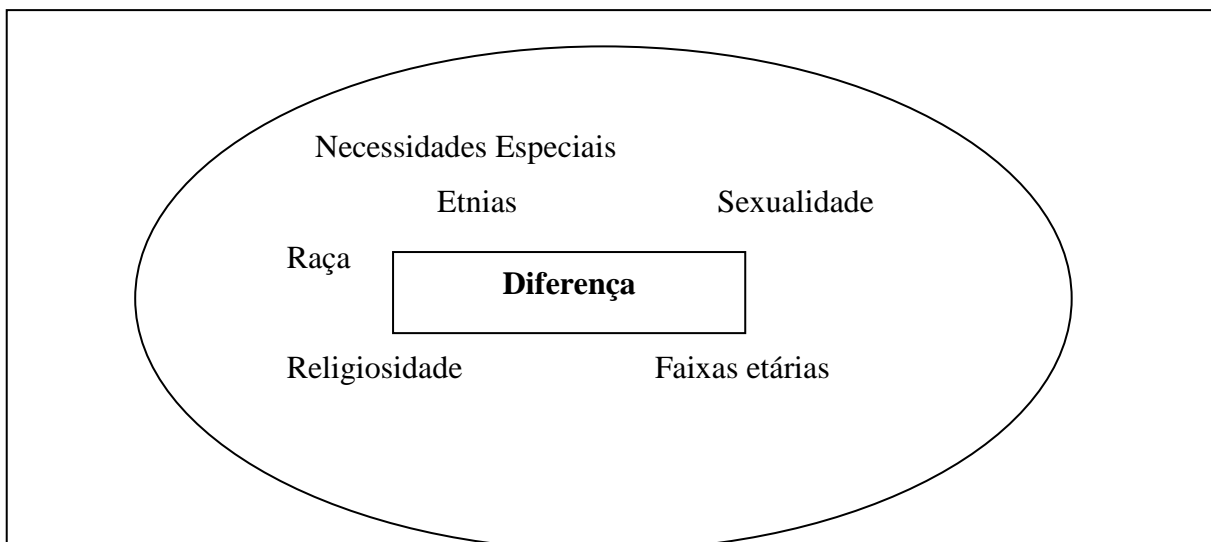 Necessidades Especiais
Etnias Sexualidade
Raça
Diferença
Religiosidade Faixas etárias